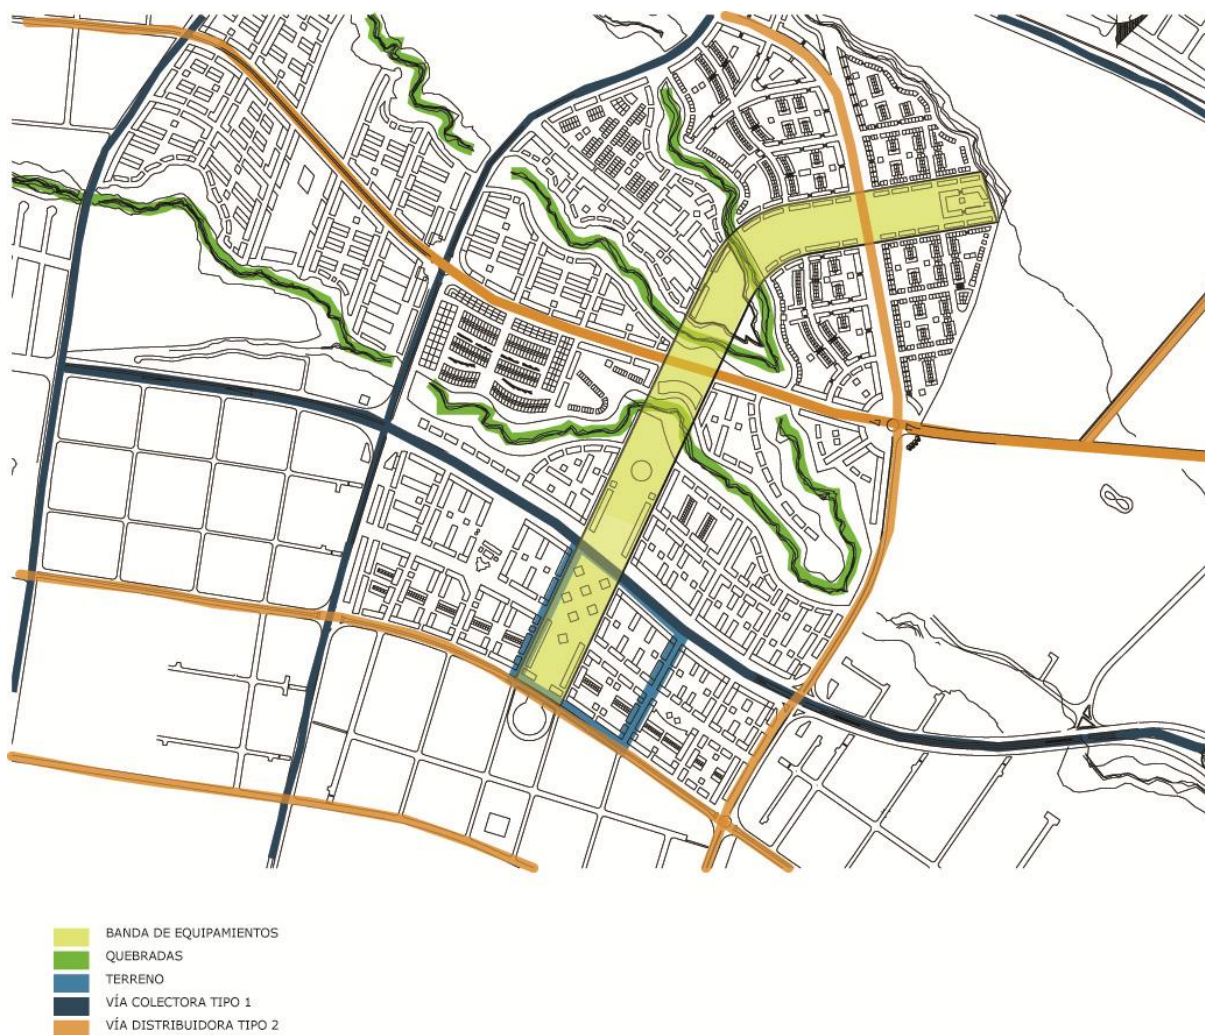 BANDA DE EQUIPAMIENTOS
QUEBRADAS
TERRENO
VÍA COLECTORA TIPO 1
VÍA DISTRIBUIDORA TIPO 2